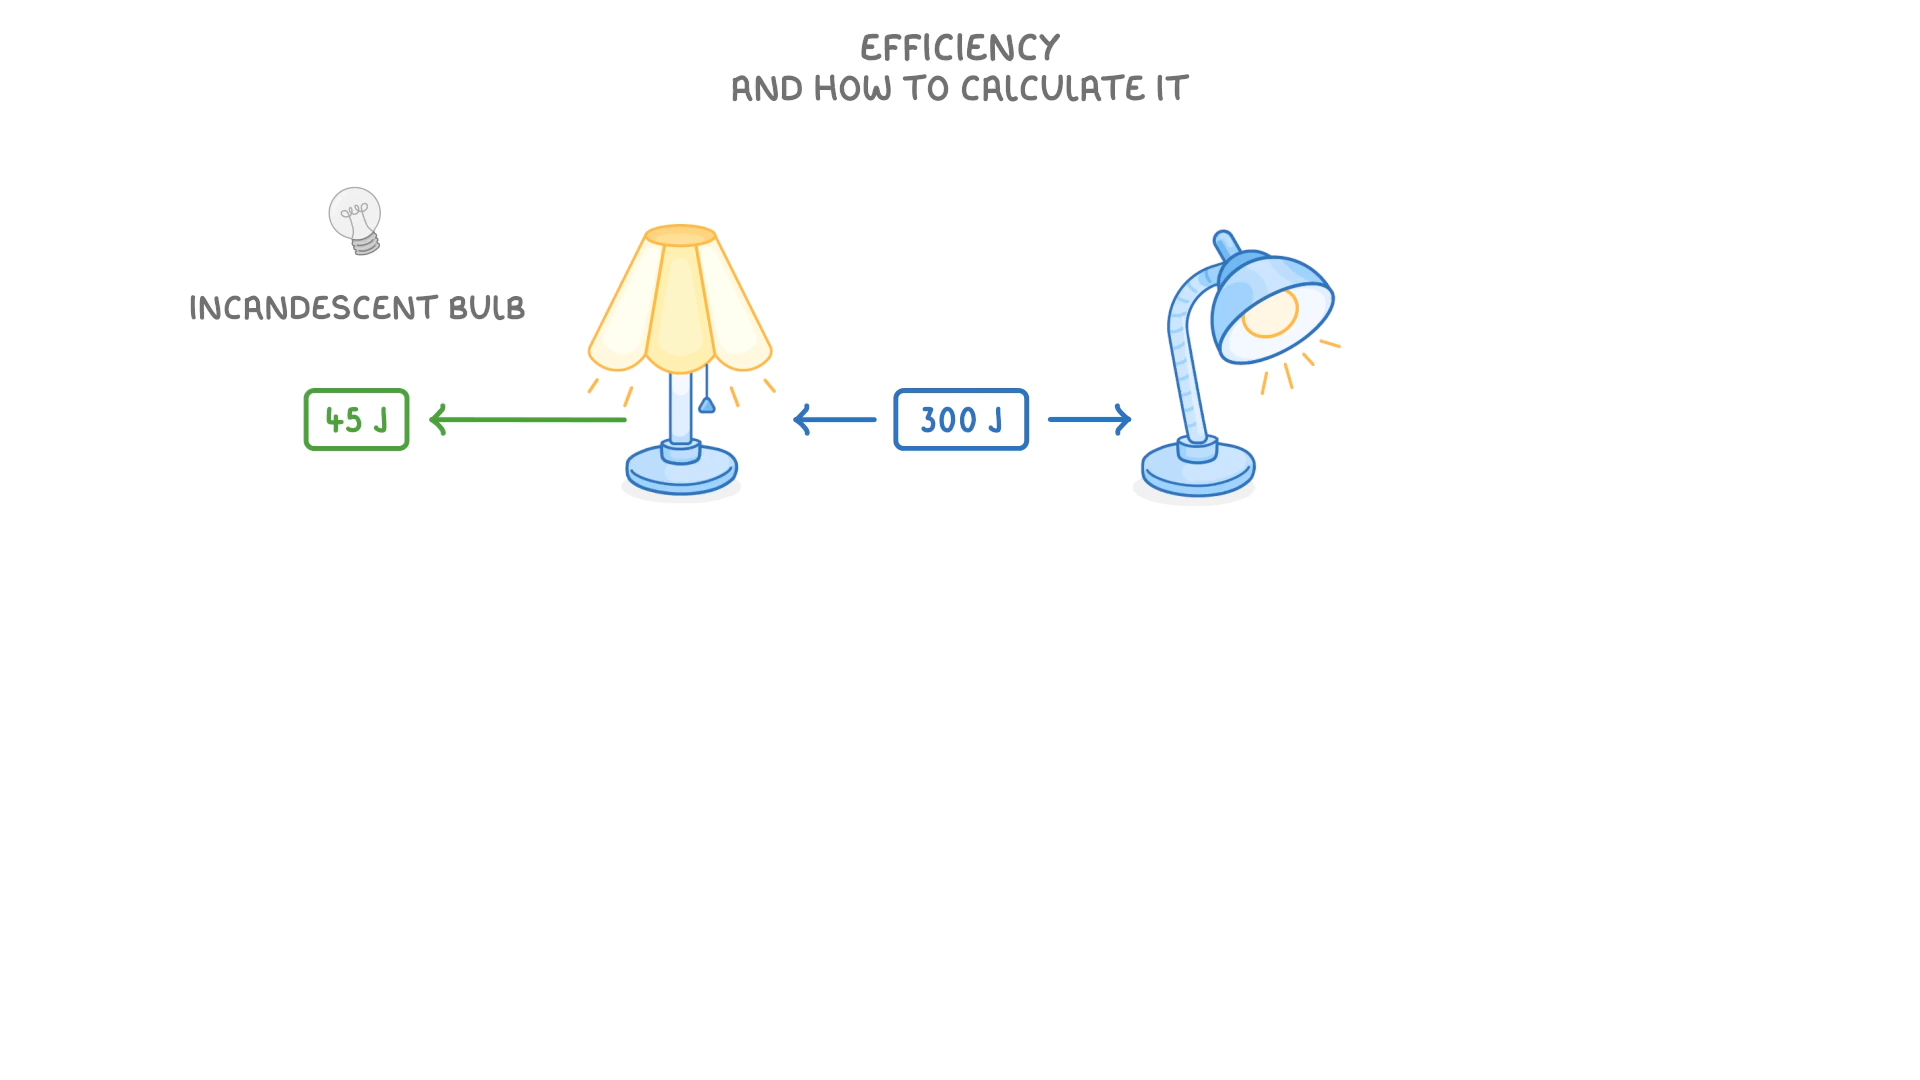 EFFICIENCY
AND HOW TO CALCULATE IT
INCANDESCENT BULB
45 J
300 J